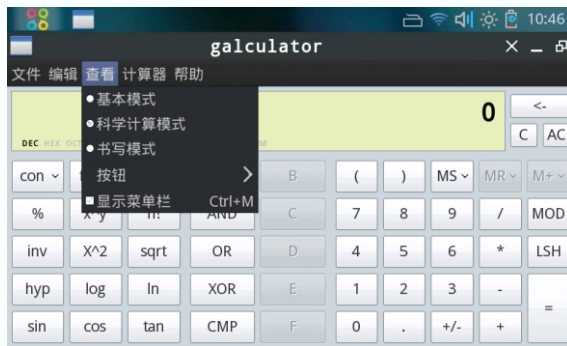 10:46
galculator
文件 编辑 查看 计算器 帮助
基本模式
科学计算模式
书写模式
按钮
显示菜单栏 Ctrl+M
0
<-
C AC
DEC HEX
con B ( ) MS MR M+
% x^y n! AND C 7 8 9 / MOD
inv X^2 sqrt OR D 4 5 6 * LSH
hyp log ln XOR E 1 2 3 - =
sin cos tan CMP F 0 . +/- +